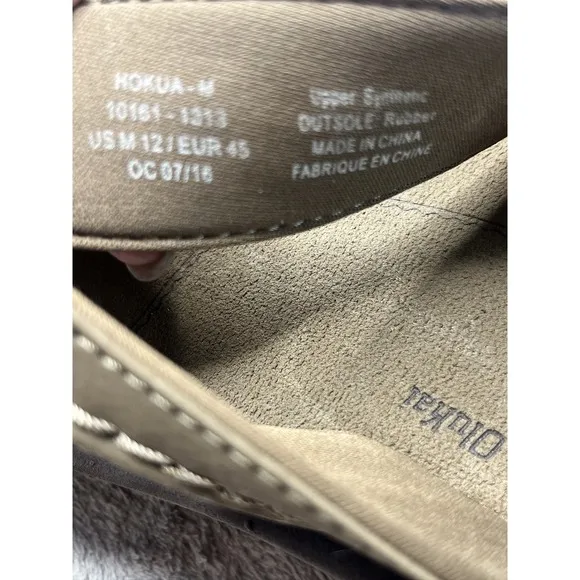 HOKUA - M
10161 - 1313
US M 12 / EUR 45
OC 07/16
Upper Synthetic
OUTSOLE: Rubber
MADE IN CHINA
FABRIQUE EN CHINE
OluKai